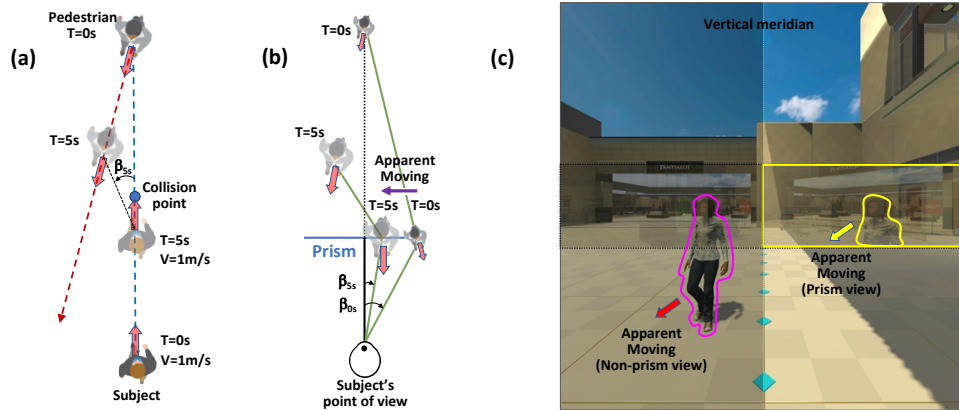 (a)
Pedestrian
T=0s
T=5s
β5s
Collision
point
T=5s
V=1m/s
T=0s
V=1m/s
Subject
(b)
T=0s
T=5s
Apparent
Moving
T=5s
T=0s
Prism
β5s
β0s
Subject's
point of view
(c)
Vertical meridian
Apparent
Moving
(Prism view)
Apparent
Moving
(Non-prism view)